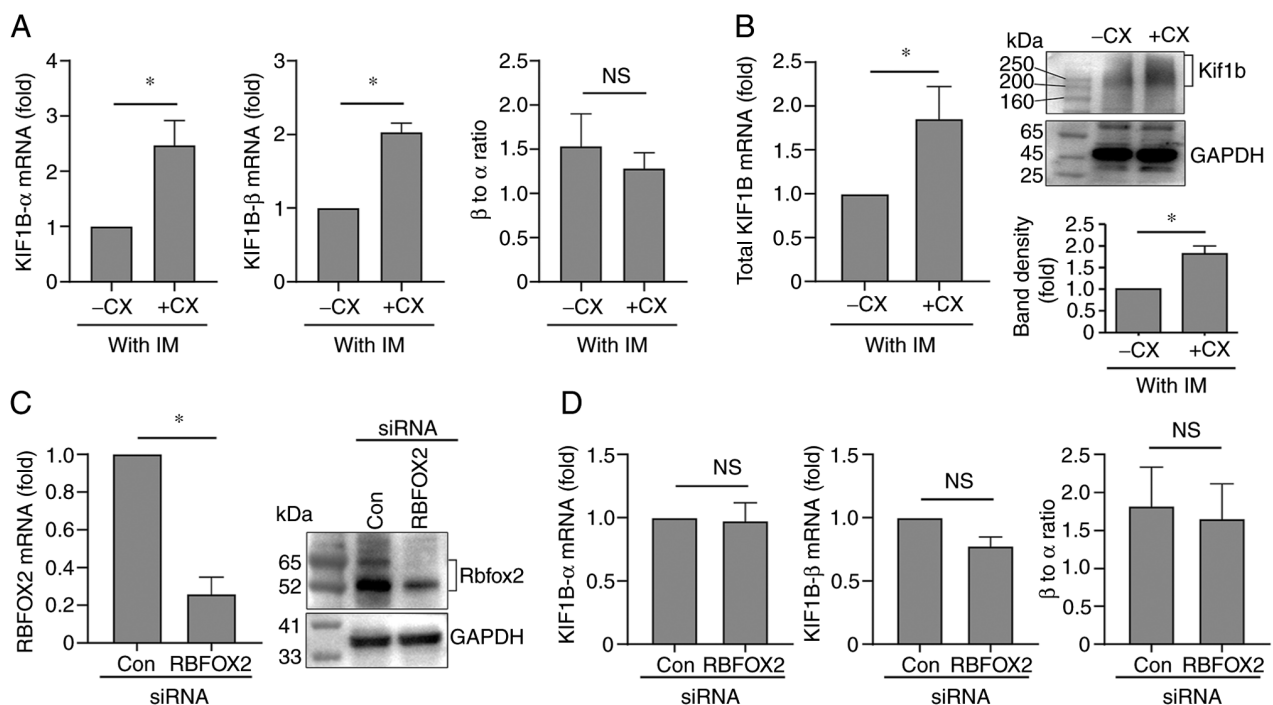 A
KIF1B-α mRNA (fold)
4
3
2
1
0
*
–CX +CX
With IM
KIF1B-β mRNA (fold)
3
2
1
0
*
–CX +CX
With IM
β to α ratio
2.5
2.0
1.5
1.0
0.5
0
NS
–CX +CX
With IM
B
Total KIF1B mRNA (fold)
2.5
2.0
1.5
1.0
0.5
0
*
–CX +CX
With IM
kDa
–CX +CX
250
200
160
Kif1b
65
45
25
GAPDH
Band density
(fold)
2.5
2.0
1.5
1.0
0.5
0
*
–CX +CX
With IM
C
RBFOX2 mRNA (fold)
1.0
0.8
0.6
0.4
0.2
0
*
Con RBFOX2
siRNA
siRNA
kDa
Con
RBFOX2
65
52
Rbfox2
41
33
GAPDH
D
KIF1B-α mRNA (fold)
1.5
1.0
0.5
0
NS
Con RBFOX2
siRNA
KIF1B-β mRNA (fold)
1.5
1.0
0.5
0
NS
Con RBFOX2
siRNA
β to α ratio
2.5
2.0
1.5
1.0
0.5
0
NS
Con RBFOX2
siRNA